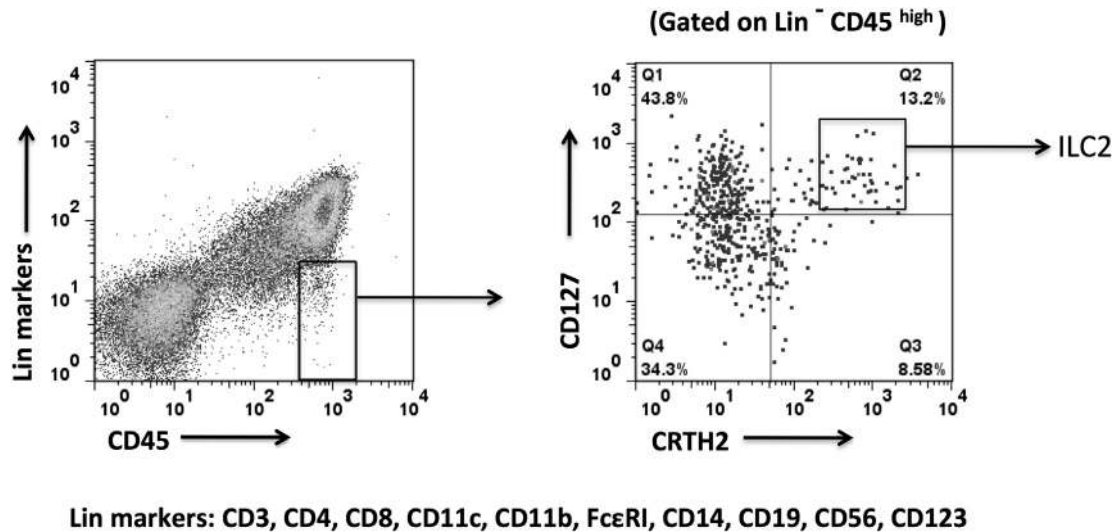 (Gated on Lin⁻ CD45 ʰⁱᵍʰ )
10⁴
10³
10²
10¹
10⁰
Lin markers
10⁰ 10¹ 10² 10³ 10⁴
CD45
10⁴
10³
10²
10¹
10⁰
CD127
Q1
43.8%
Q2
13.2%
ILC2
Q4
34.3%
Q3
8.58%
10⁰ 10¹ 10² 10³ 10⁴
CRTH2
Lin markers: CD3, CD4, CD8, CD11c, CD11b, FcεRI, CD14, CD19, CD56, CD123